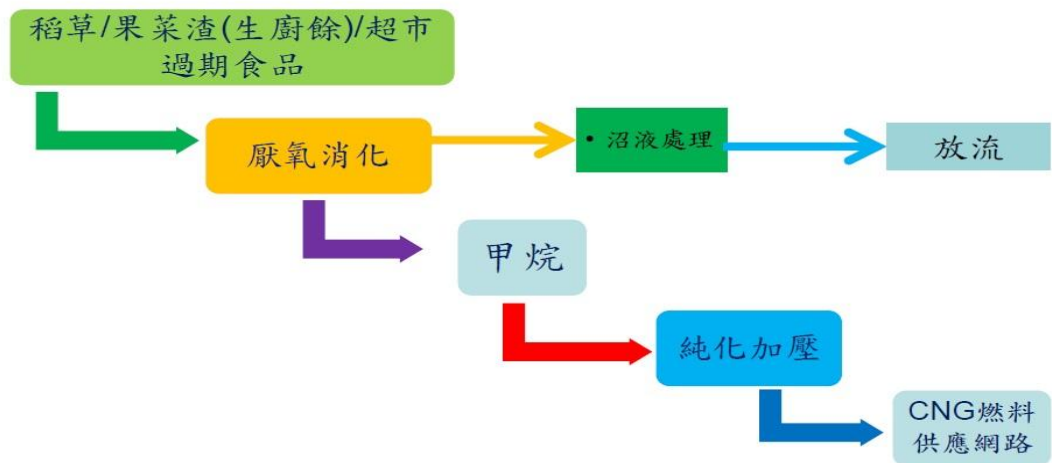 稻草/果菜渣(生廚餘)/超市
過期食品
厭氧消化
• 沼液處理
放流
甲烷
純化加壓
CNG燃料
供應網路